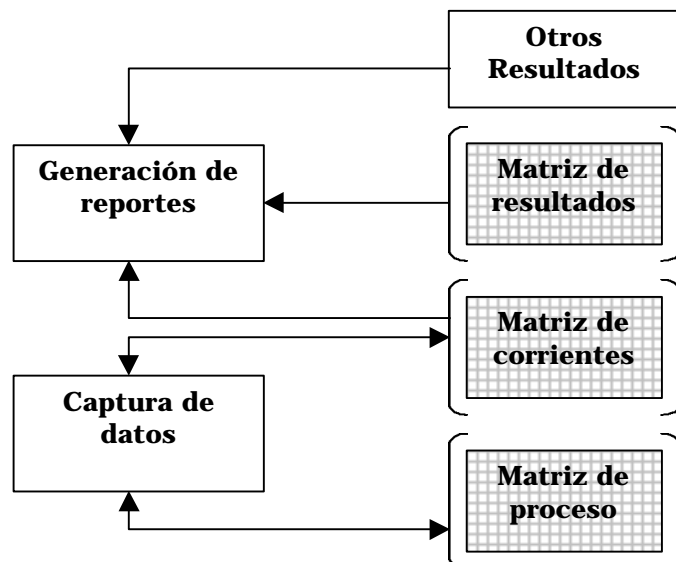 Otros
Resultados
Generación de
reportes
Matriz de
resultados
Matriz de
corrientes
Captura de
datos
Matriz de
proceso